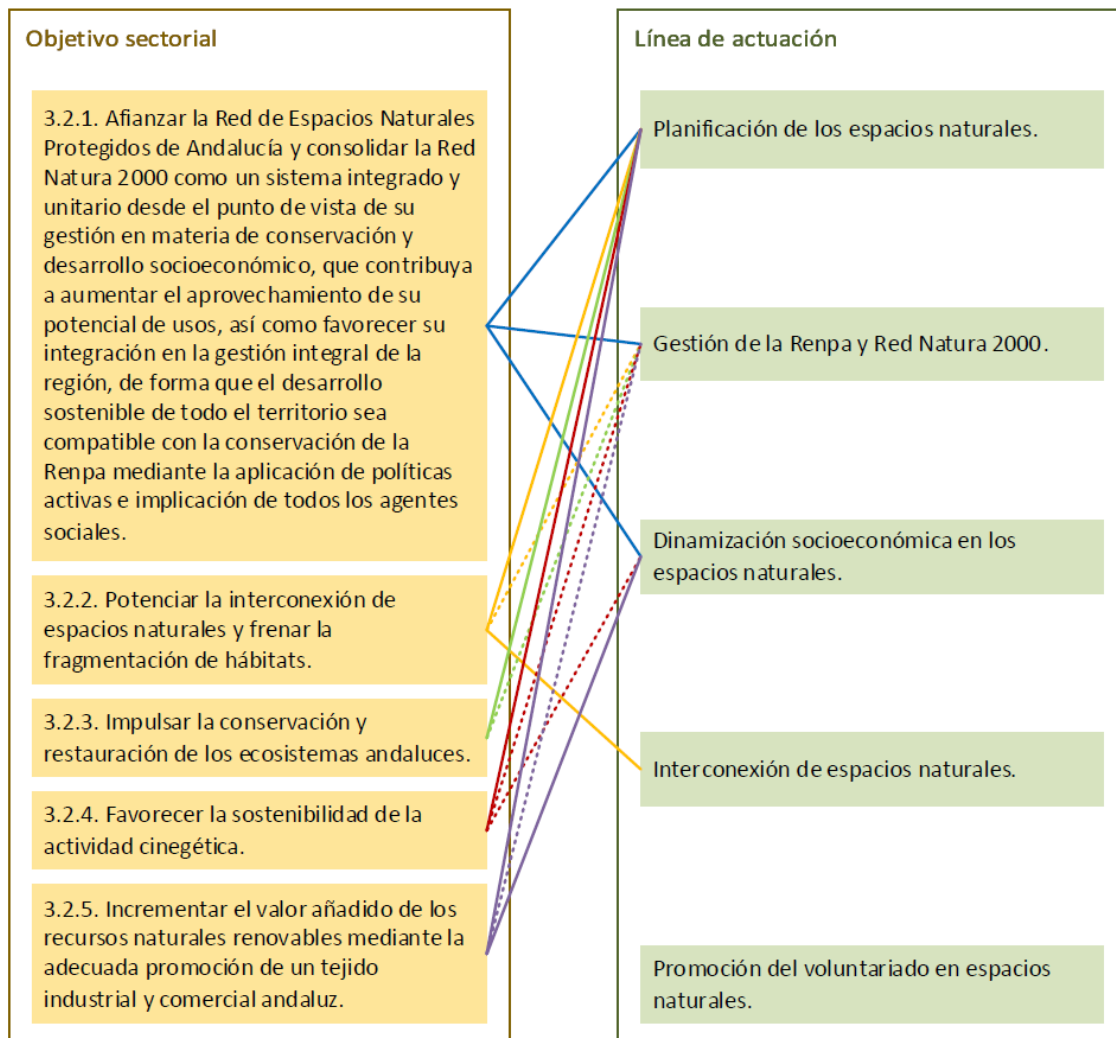 Objetivo sectorial
3.2.1. Afianzar la Red de Espacios Naturales
Protegidos de Andalucía y consolidar la Red
Natura 2000 como un sistema integrado y
unitario desde el punto de vista de su
gestión en materia de conservación y
desarrollo socioeconómico, que contribuya
a aumentar el aprovechamiento de su
potencial de usos, así como favorecer su
integración en la gestión integral de la
región, de forma que el desarrollo
sostenible de todo el territorio sea
compatible con la conservación de la
Renpa mediante la aplicación de políticas
activas e implicación de todos los agentes
sociales.
3.2.2. Potenciar la interconexión de
espacios naturales y frenar la
fragmentación de hábitats.
3.2.3. Impulsar la conservación y
restauración de los ecosistemas andaluces.
3.2.4. Favorecer la sostenibilidad de la
actividad cinegética.
3.2.5. Incrementar el valor añadido de los
recursos naturales renovables mediante la
adecuada promoción de un tejido
industrial y comercial andaluz.
Línea de actuación
Planificación de los espacios naturales.
Gestión de la Renpa y Red Natura 2000.
Dinamización socioeconómica en los
espacios naturales.
Interconexión de espacios naturales.
Promoción del voluntariado en espacios
naturales.